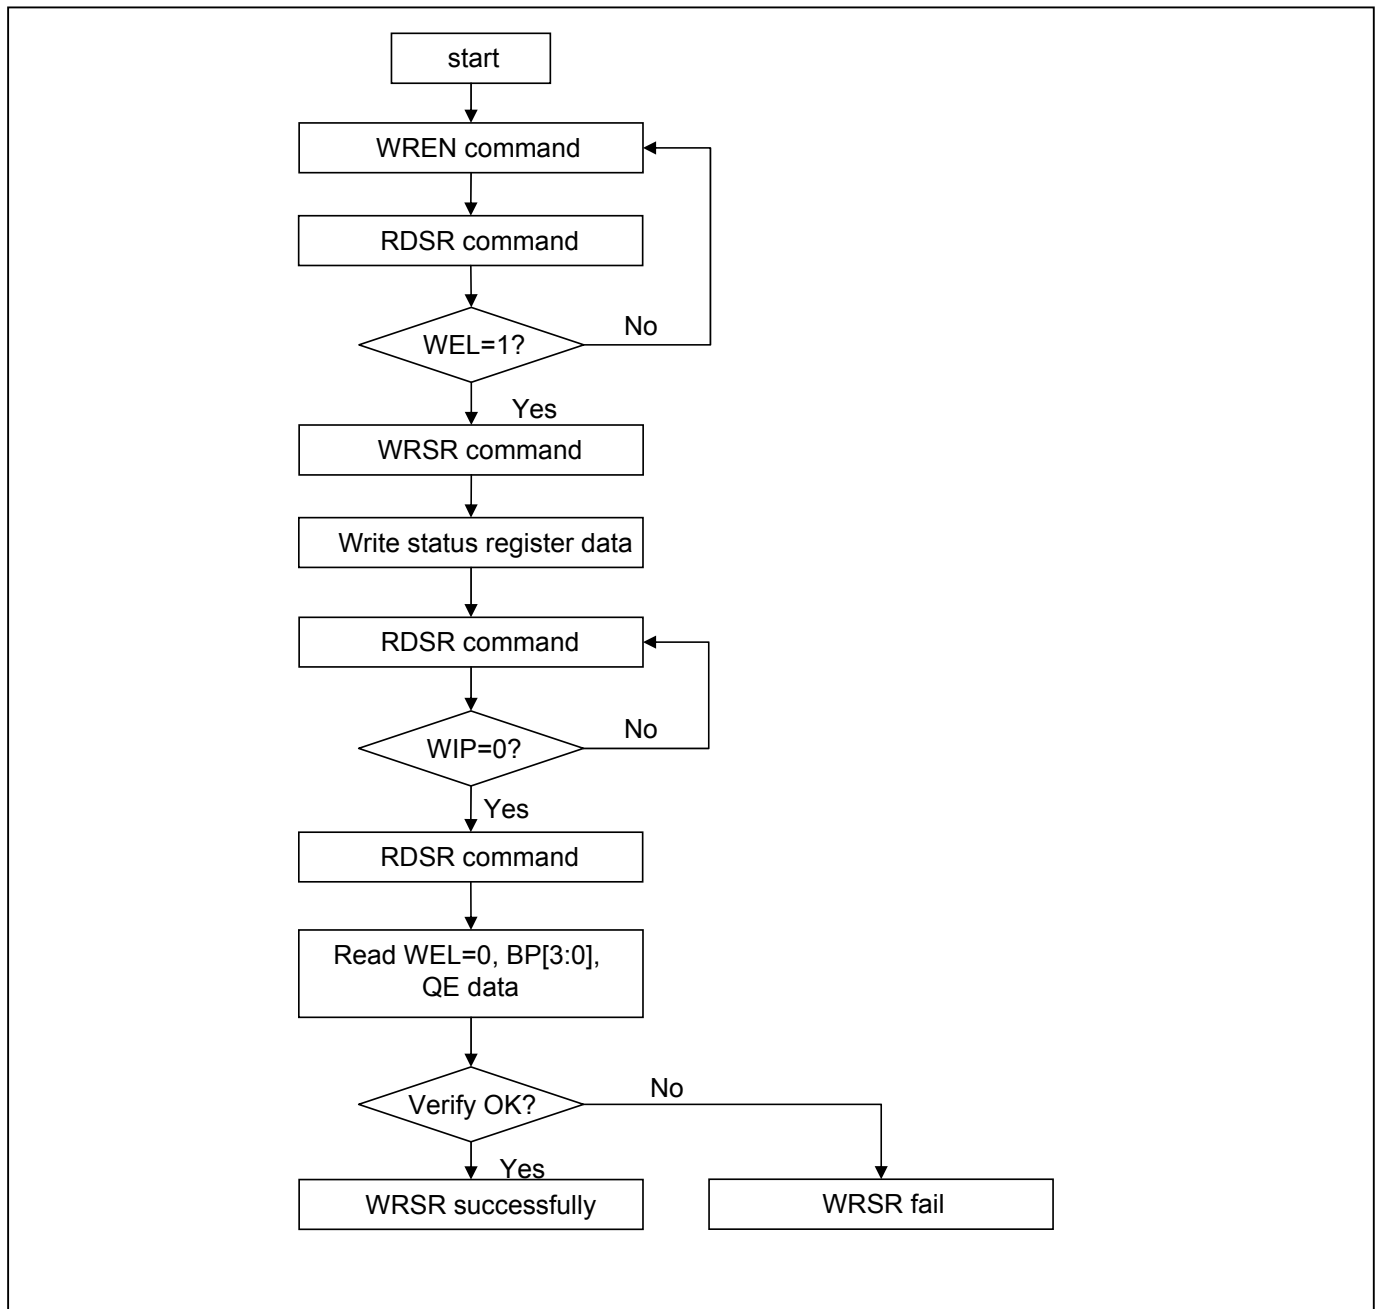 start
WREN command
RDSR command
WEL=1?
No
Yes
WRSR command
Write status register data
RDSR command
WIP=0?
No
Yes
RDSR command
Read WEL=0, BP[3:0],
QE data
Verify OK?
No
Yes
WRSR successfully
WRSR fail